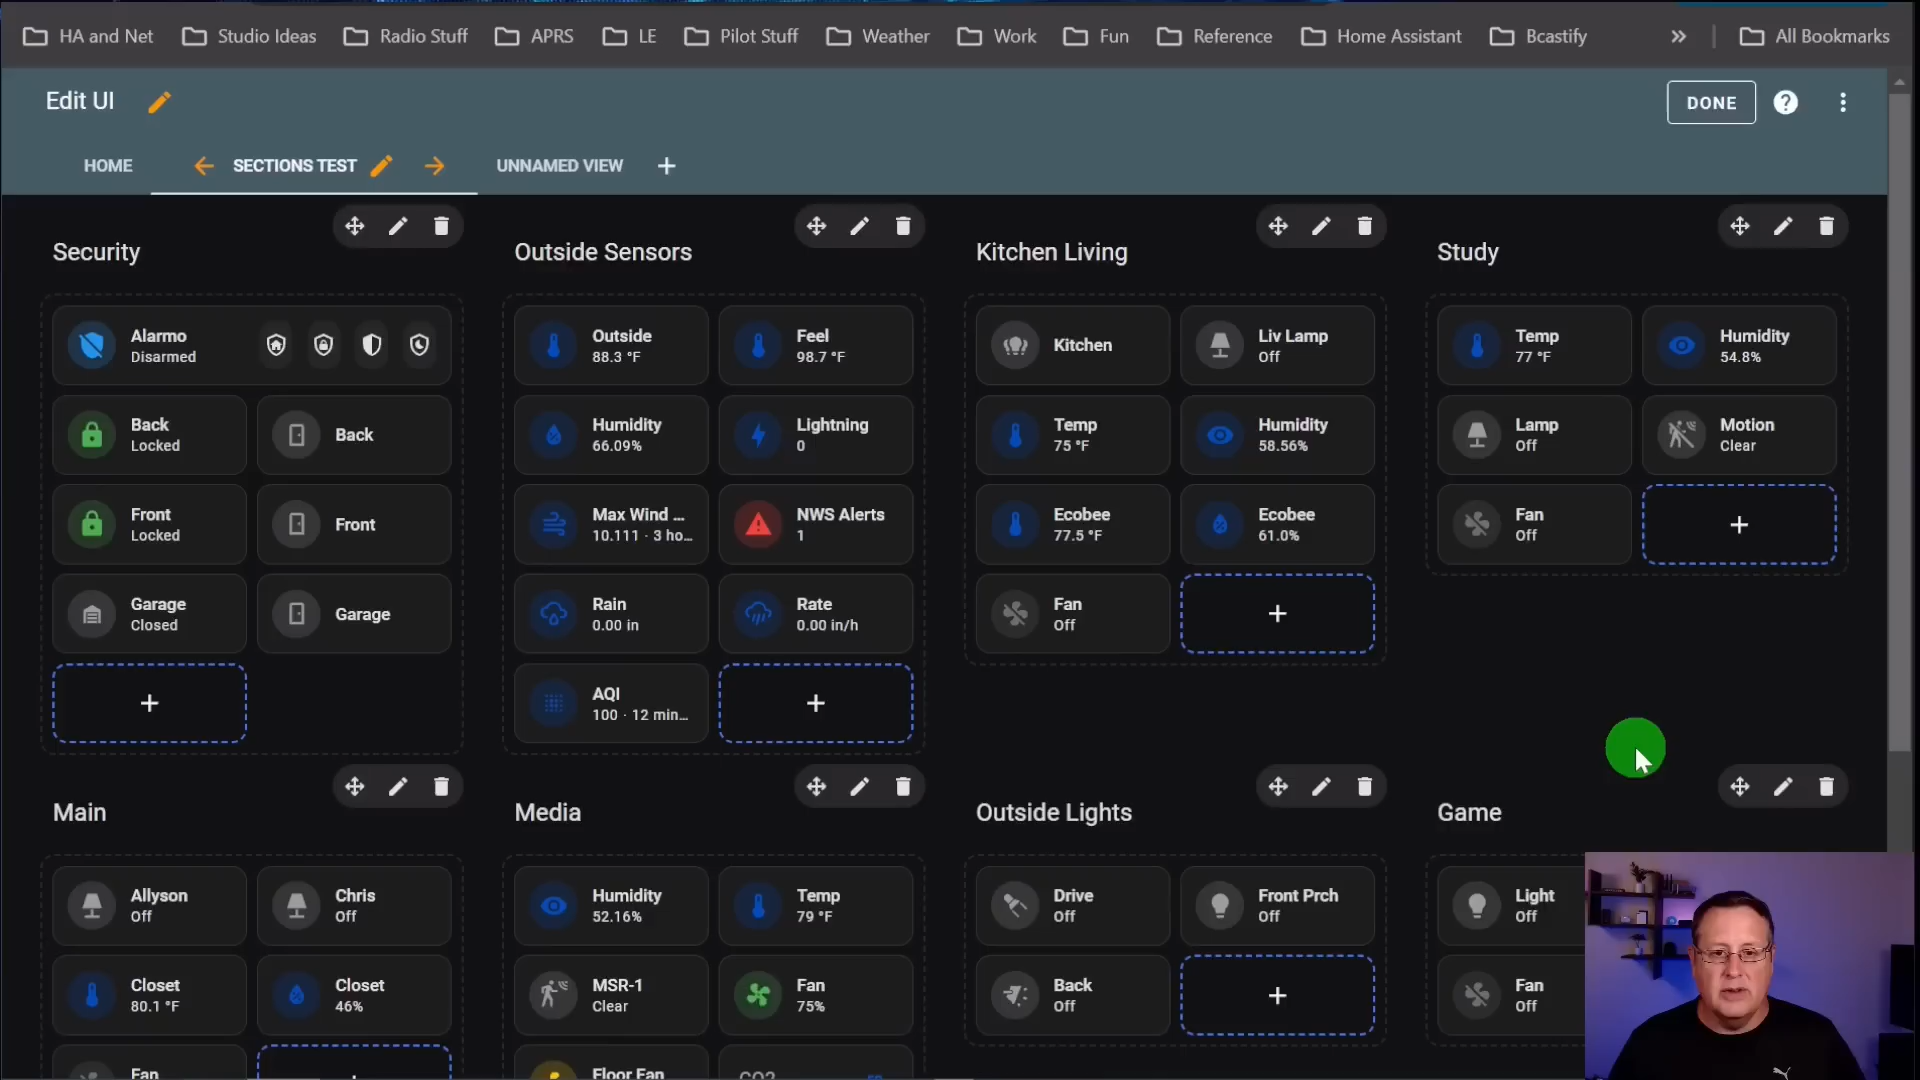 HA and Net Studio Ideas Radio Stuff APRS LE Pilot Stuff Weather Work Fun Reference Home Assistant Bcastify » All Bookmarks
Edit UI DONE ?
HOME SECTIONS TEST UNNAMED VIEW +
Security Outside Sensors Kitchen Living Study
Alarmo
Disarmed
Back
Locked
Back
Front
Locked
Front
Garage
Closed
Garage
+
Outside
88.3 °F
Feel
98.7 °F
Humidity
66.09%
Lightning
0
Max Wind ...
10.111 · 3 ho...
NWS Alerts
1
Rain
0.00 in
Rate
0.00 in/h
AQI
100 · 12 min...
+
Kitchen
Liv Lamp
Off
Temp
75 °F
Humidity
58.56%
Ecobee
77.5 °F
Ecobee
61.0%
Fan
Off
+
Temp
77 °F
Humidity
54.8%
Lamp
Off
Motion
Clear
Fan
Off
+
Main Media Outside Lights Game
Allyson
Off
Chris
Off
Closet
80.1 °F
Closet
46%
Fan
Humidity
52.16%
Temp
79 °F
MSR-1
Clear
Fan
75%
Floor Fan
CO2
Drive
Off
Front Prch
Off
Back
Off
+
Light
Off
Fan
Off